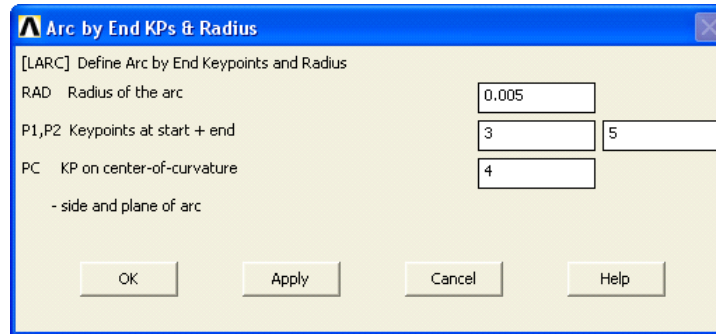 Arc by End KPs & Radius
[LARC] Define Arc by End Keypoints and Radius
RAD Radius of the arc 0.005
P1,P2 Keypoints at start + end 3 5
PC KP on center-of-curvature 4
- side and plane of arc
OK Apply Cancel Help